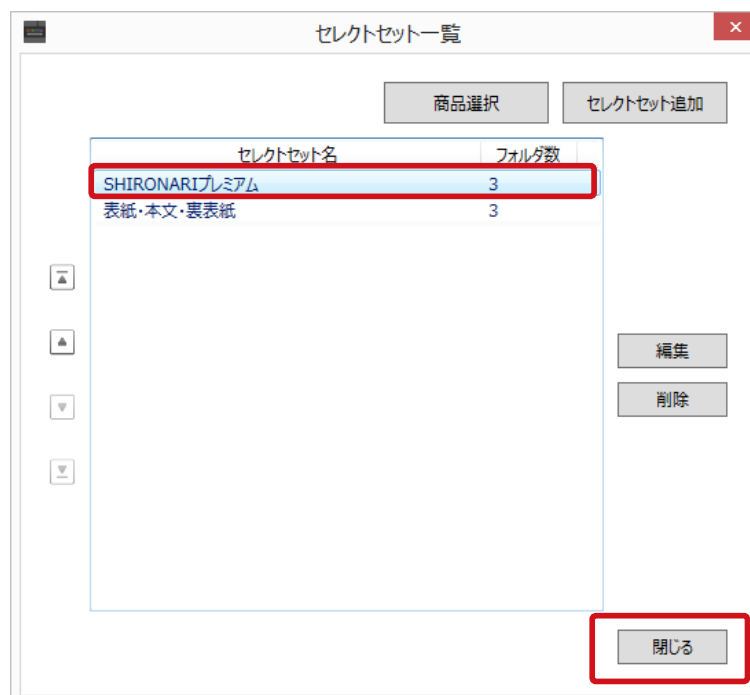 セレクトセット一覧
商品選択 セレクトセット追加
セレクトセット名 フォルダ数
SHIRONARIプレミアム 3
表紙・本文・裏表紙 3
編集
削除
閉じる